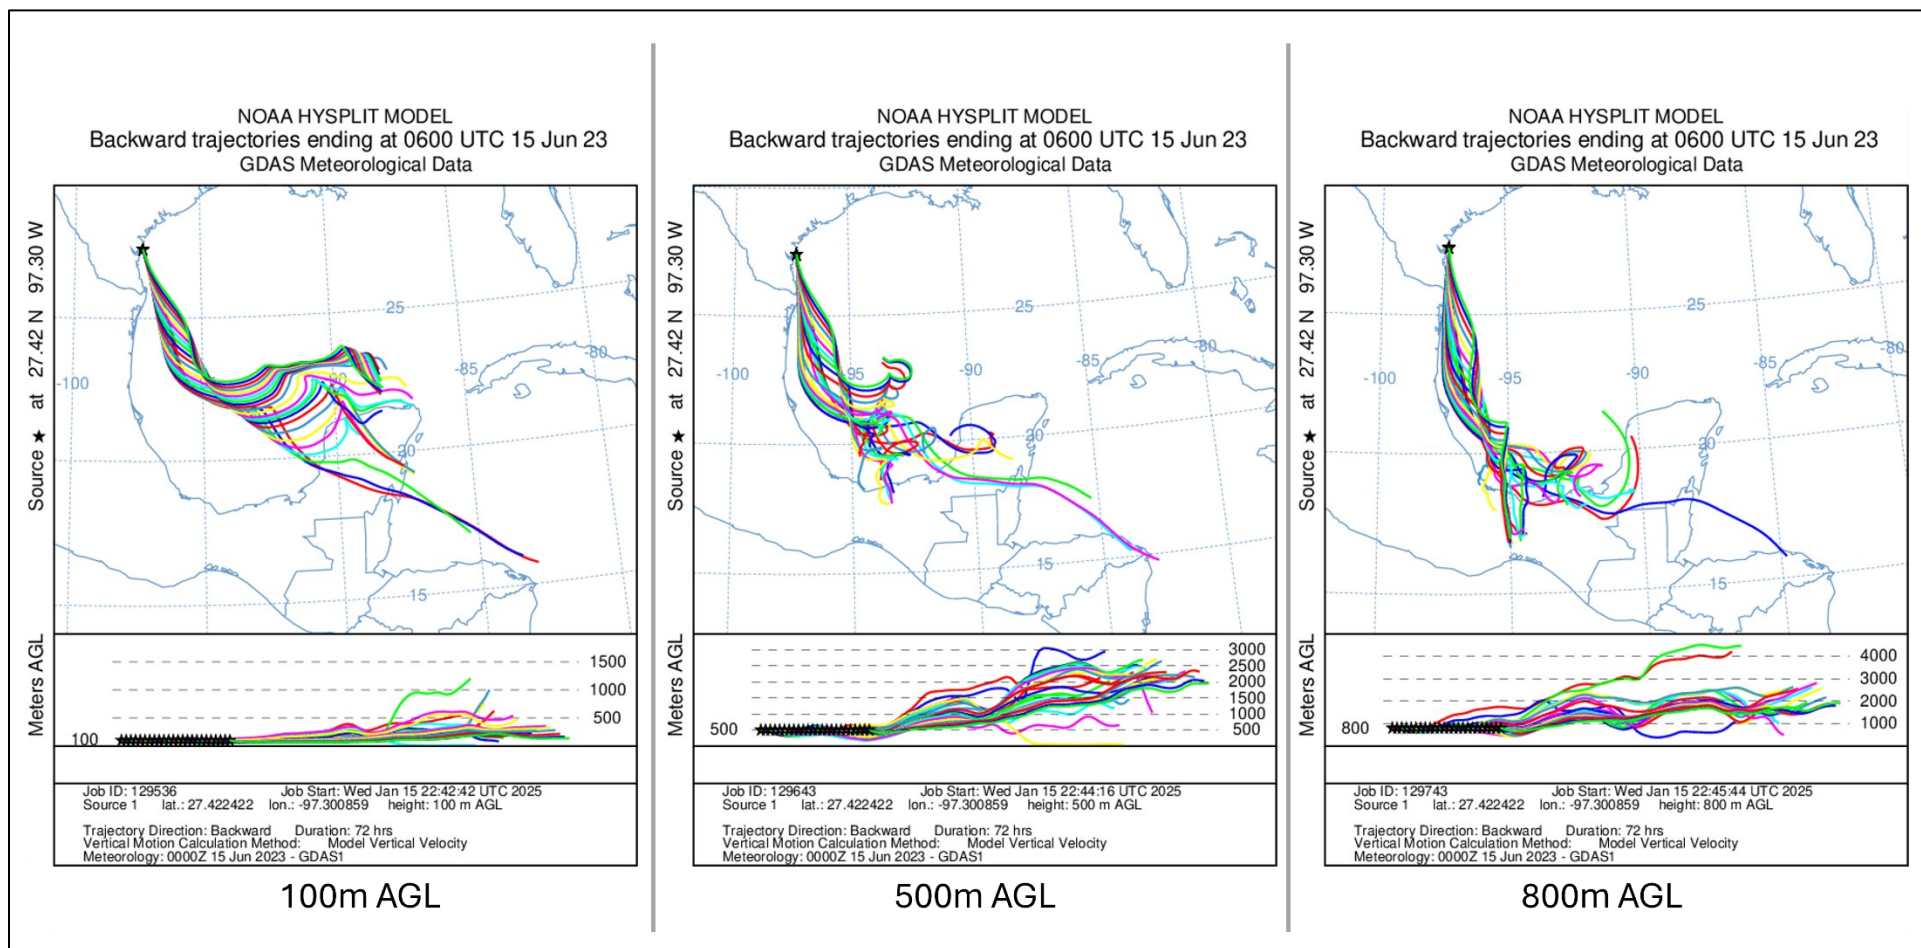 NOAA HYSPLIT MODEL
Backward trajectories ending at 0600 UTC 15 Jun 23
GDAS Meteorological Data
Source ★ at 27.42 N 97.30 W
25
-80
-85
-100
-90
20
15
Meters AGL
1500
1000
500
100
Job ID: 129536 Job Start: Wed Jan 15 22:42:42 UTC 2025
Source 1 lat.: 27.422422 lon.: -97.300859 height: 100 m AGL
Trajectory Direction: Backward Duration: 72 hrs
Vertical Motion Calculation Method: Model Vertical Velocity
Meteorology: 0000Z 15 Jun 2023 - GDAS1
100m AGL
NOAA HYSPLIT MODEL
Backward trajectories ending at 0600 UTC 15 Jun 23
GDAS Meteorological Data
Source ★ at 27.42 N 97.30 W
25
-80
-85
-100
-95
-90
20
15
Meters AGL
3000
2500
2000
1500
1000
500
500
Job ID: 129643 Job Start: Wed Jan 15 22:44:16 UTC 2025
Source 1 lat.: 27.422422 lon.: -97.300859 height: 500 m AGL
Trajectory Direction: Backward Duration: 72 hrs
Vertical Motion Calculation Method: Model Vertical Velocity
Meteorology: 0000Z 15 Jun 2023 - GDAS1
500m AGL
NOAA HYSPLIT MODEL
Backward trajectories ending at 0600 UTC 15 Jun 23
GDAS Meteorological Data
Source ★ at 27.42 N 97.30 W
25
-80
-85
-100
-95
-90
20
15
Meters AGL
4000
3000
2000
1000
800
Job ID: 129743 Job Start: Wed Jan 15 22:45:44 UTC 2025
Source 1 lat.: 27.422422 lon.: -97.300859 height: 800 m AGL
Trajectory Direction: Backward Duration: 72 hrs
Vertical Motion Calculation Method: Model Vertical Velocity
Meteorology: 0000Z 15 Jun 2023 - GDAS1
800m AGL